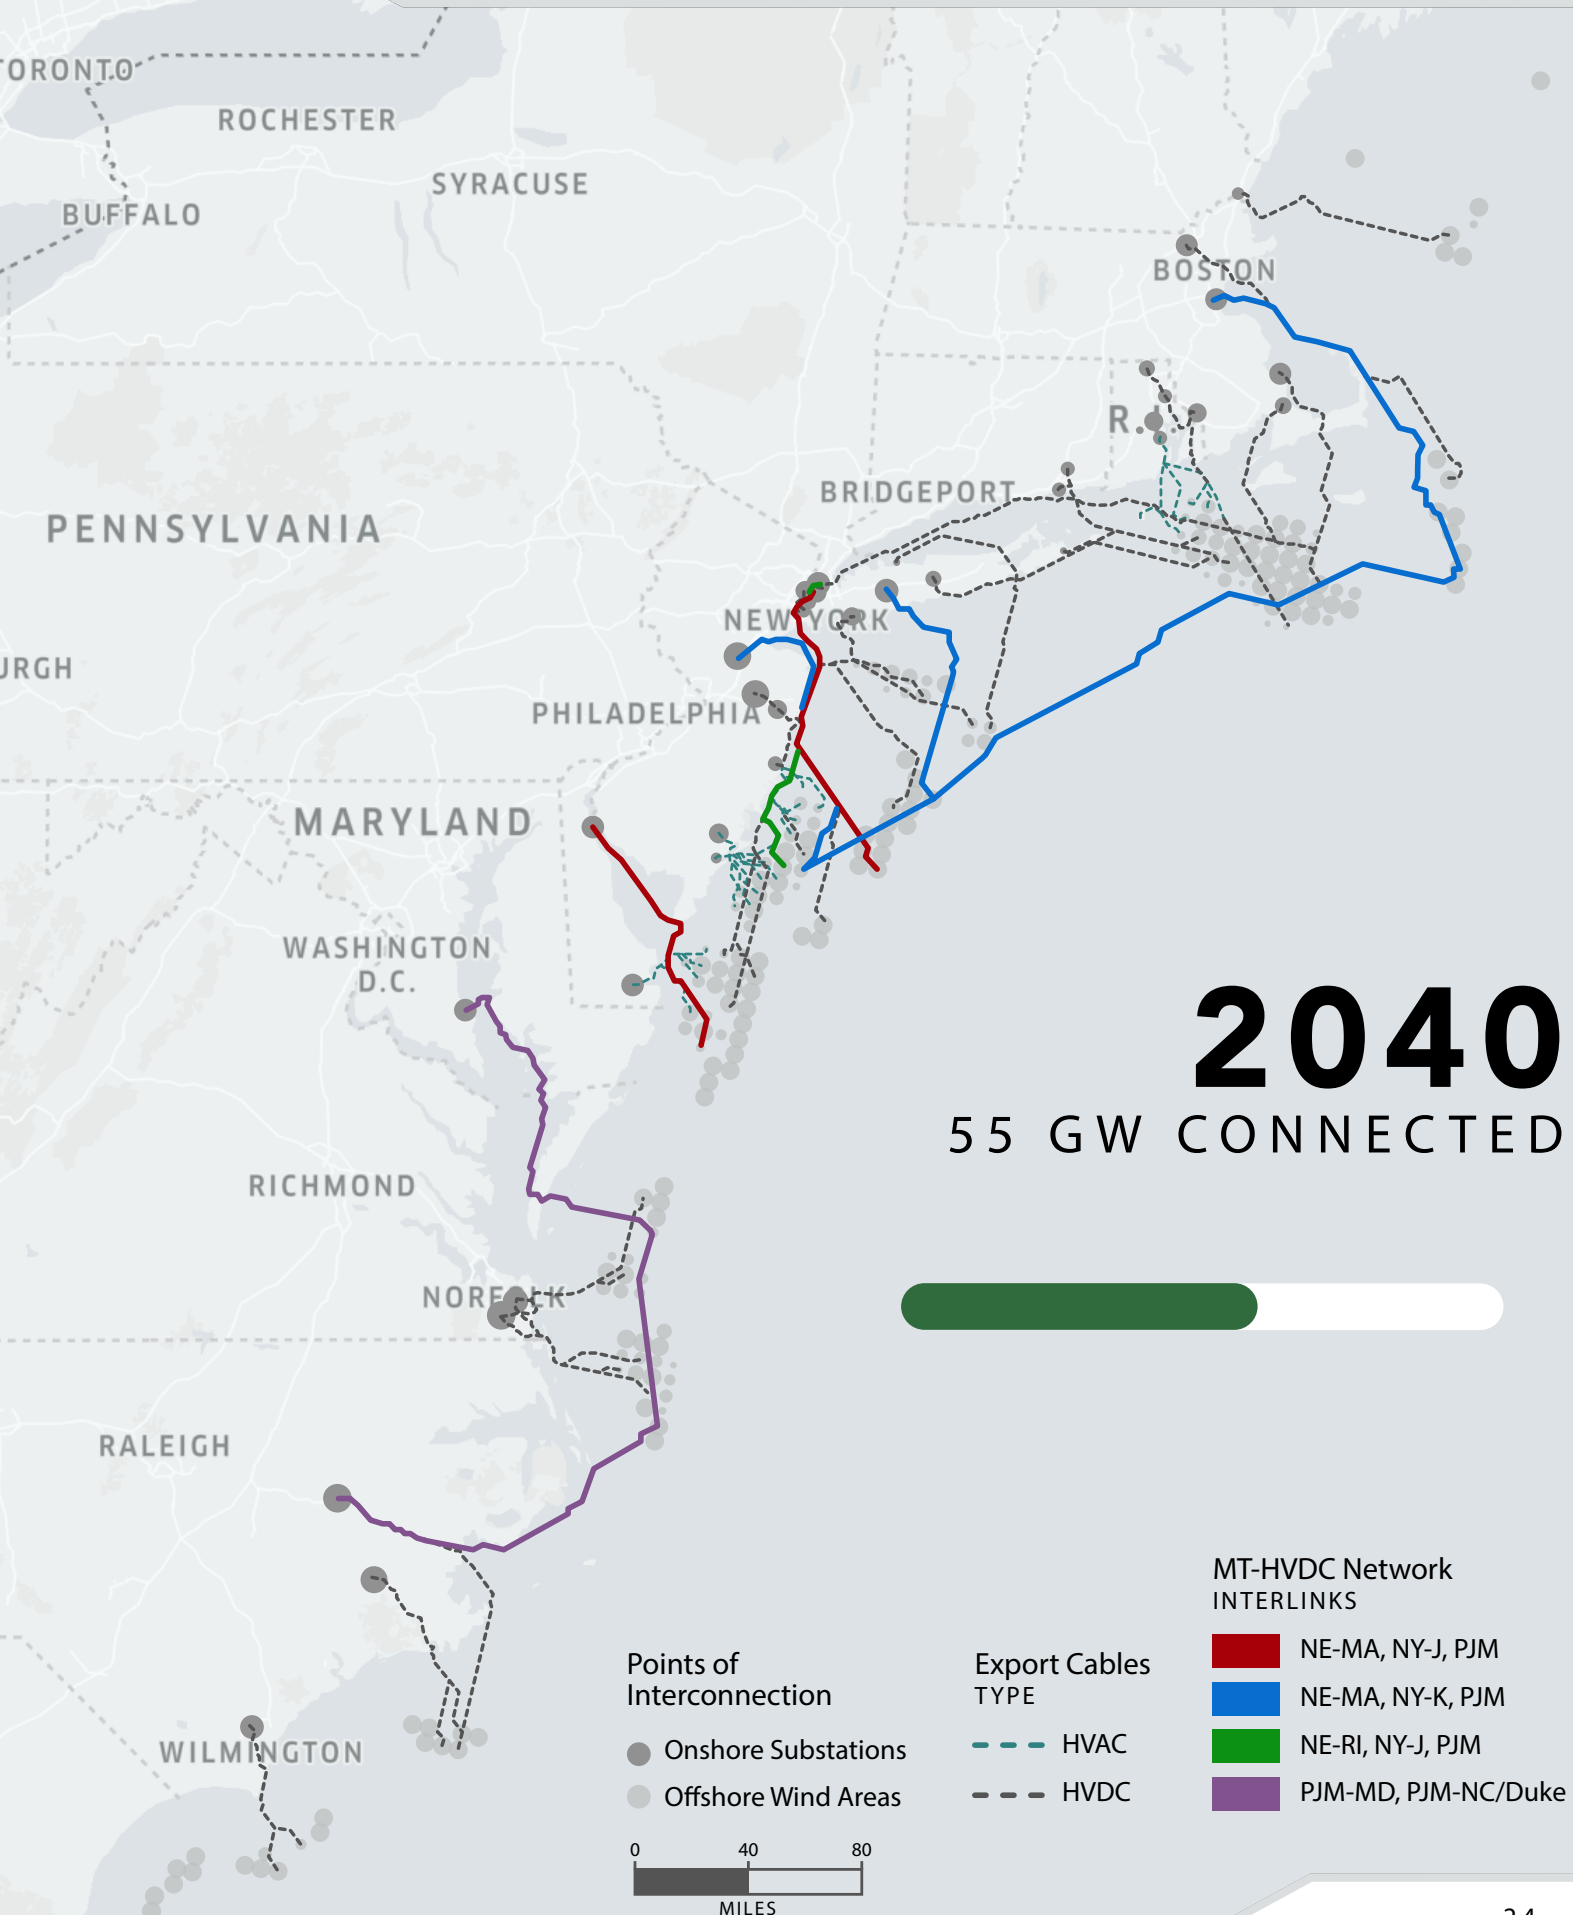 TORONTO
ROCHESTER
SYRACUSE
BUFFALO
BOSTON
R.I.
BRIDGEPORT
PENNSYLVANIA
NEW YORK
URGH
PHILADELPHIA
MARYLAND
WASHINGTON
D.C.
2040
55 GW CONNECTED
RICHMOND
NORFOLK
RALEIGH
WILMINGTON
Points of
Interconnection
Onshore Substations
Offshore Wind Areas
0 40 80
MILES
Export Cables
TYPE
HVAC
HVDC
MT-HVDC Network
INTERLINKS
NE-MA, NY-J, PJM
NE-MA, NY-K, PJM
NE-RI, NY-J, PJM
PJM-MD, PJM-NC/Duke